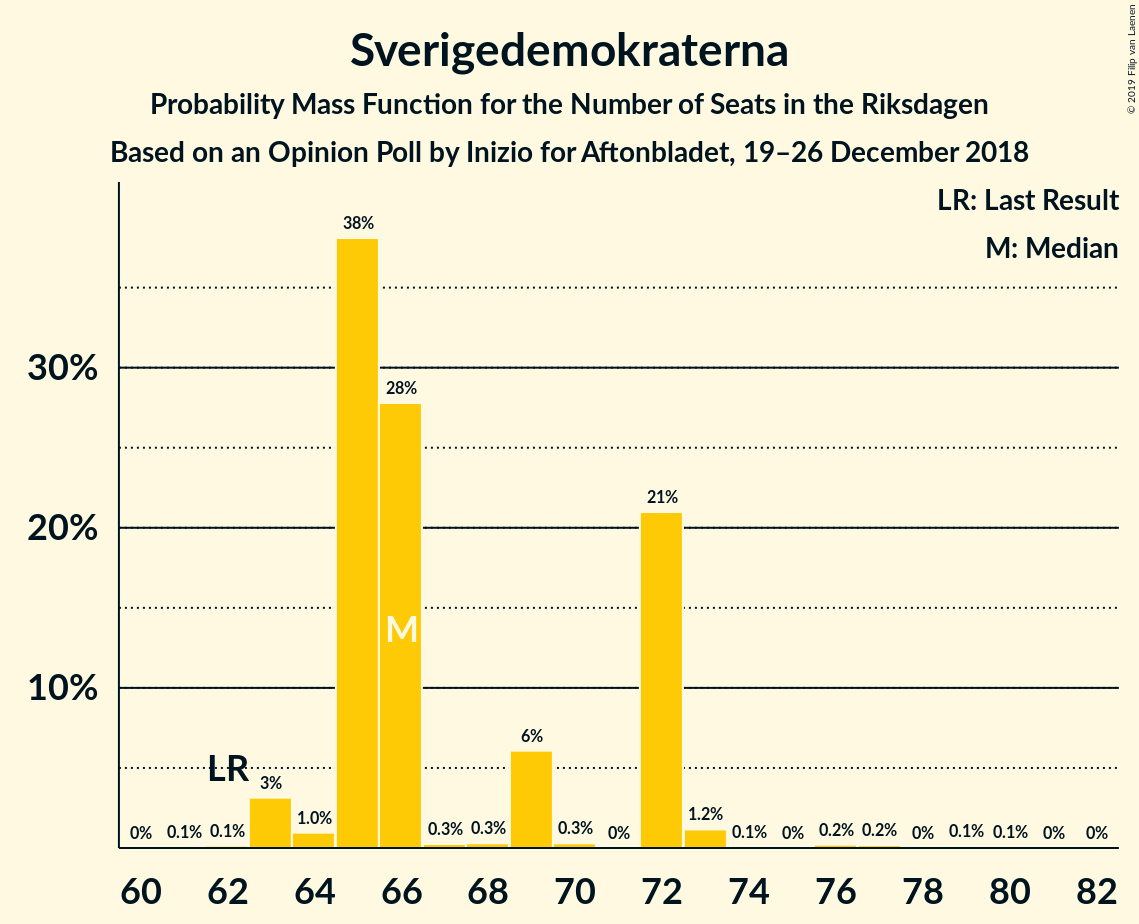 Sverigedemokraterna
Probability Mass Function for the Number of Seats in the Riksdagen
Based on an Opinion Poll by Inizio for Aftonbladet, 19–26 December 2018
© 2019 Filip van Laenen
LR: Last Result
M: Median
30%
20%
10%
0%
0.1%
0.1%
3%
1.0%
38%
28%
0.3%
0.3%
6%
0.3%
0%
21%
1.2%
0.1%
0%
0.2%
0.2%
0%
0.1%
0.1%
0%
0%
LR
M
60 62 64 66 68 70 72 74 76 78 80 82